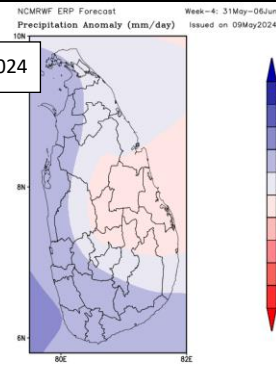 NCMRWF ERP Forecast
Week-4: 31May-06Jun
Precipitation Anomaly (mm/day)
Issued on 09May2024
024
10N
8N
6N
80E
82E